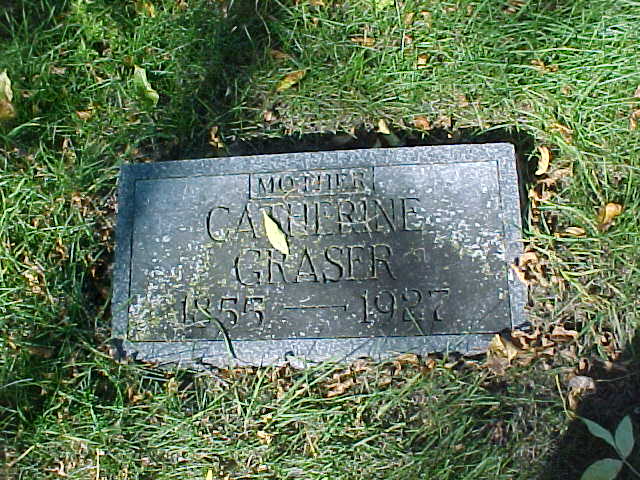 MOTHER
CATHERINE
GRASER
1855 — 1927